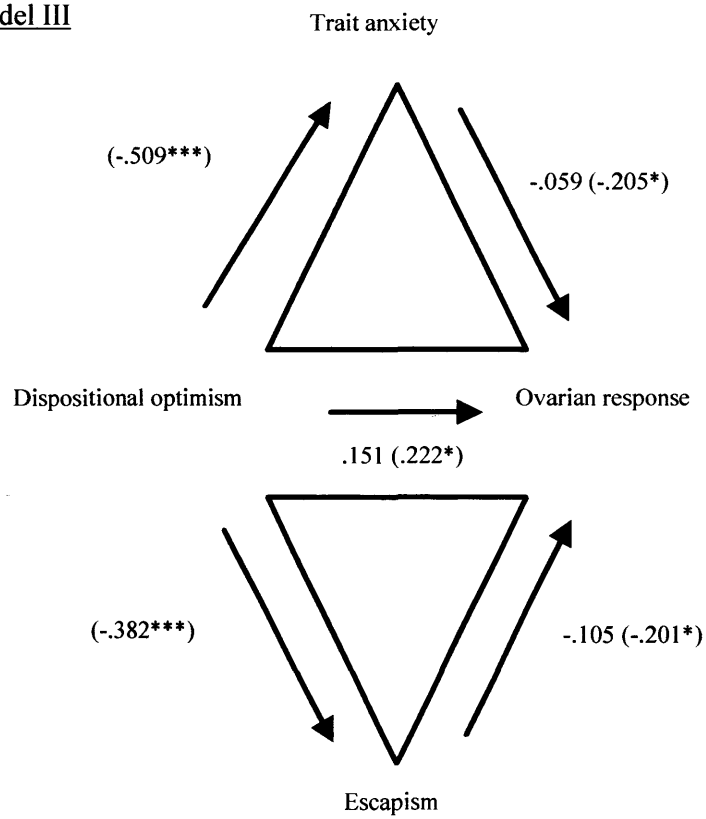 del III
Trait anxiety
(-.509***)
-.059 (-.205*)
Dispositional optimism
Ovarian response
.151 (.222*)
(-.382***)
-.105 (-.201*)
Escapism